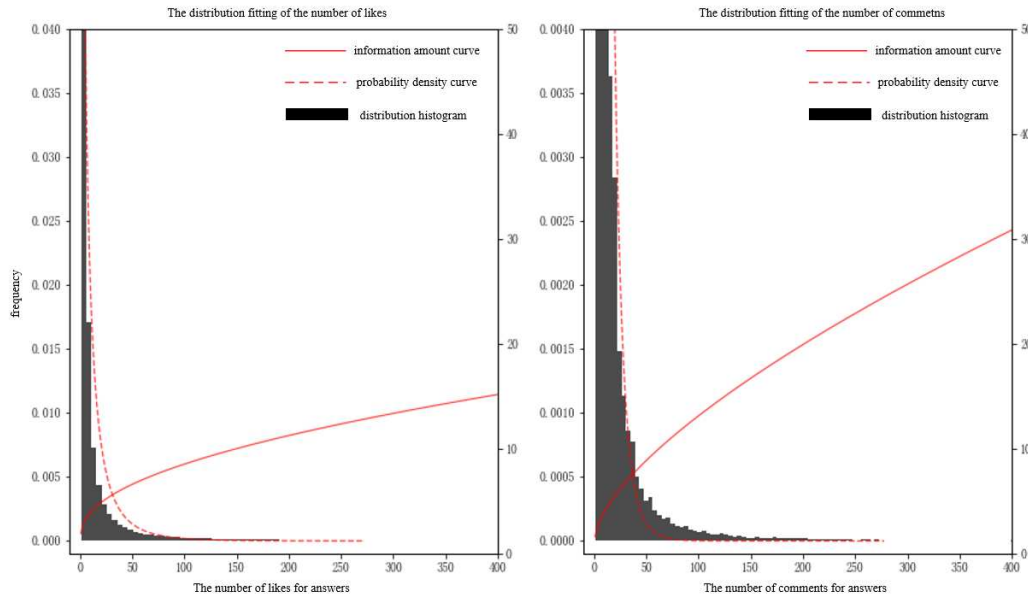 The distribution fitting of the number of likes
0.040
0.035
0.030
0.025
0.020
0.015
0.010
0.005
0.000
frequency
50
40
30
20
10
0
information amount curve
probability density curve
distribution histogram
0 50 100 150 200 250 300 350 400
The number of likes for answers
The distribution fitting of the number of commetns
0.0040
0.0035
0.0030
0.0025
0.0020
0.0015
0.0010
0.0005
0.0000
50
40
30
20
10
0
information amount curve
probability density curve
distribution histogram
0 50 100 150 200 250 300 350 400
The number of comments for answers